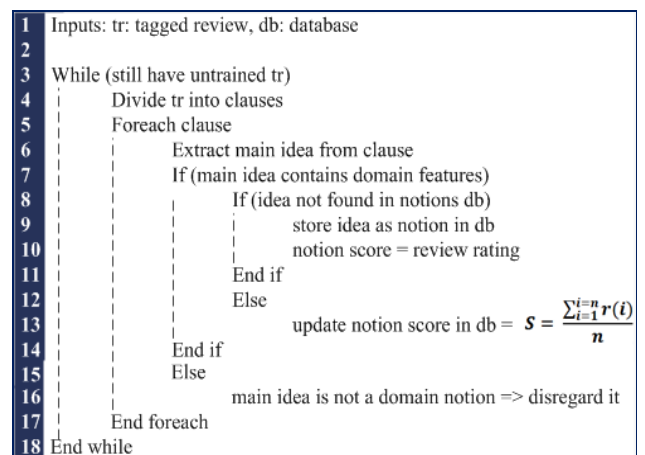 1 Inputs: tr: tagged review, db: database
2
3 While (still have untrained tr)
4 Divide tr into clauses
5 Foreach clause
6 Extract main idea from clause
7 If (main idea contains domain features)
8 If (idea not found in notions db)
9 store idea as notion in db
10 notion score = review rating
11 End if
12 Else
13 update notion score in db = S = \frac{\sum_{i=1}^{i=n} r(i)}{n}
14 End if
15 Else
16 main idea is not a domain notion => disregard it
17 End foreach
18 End while